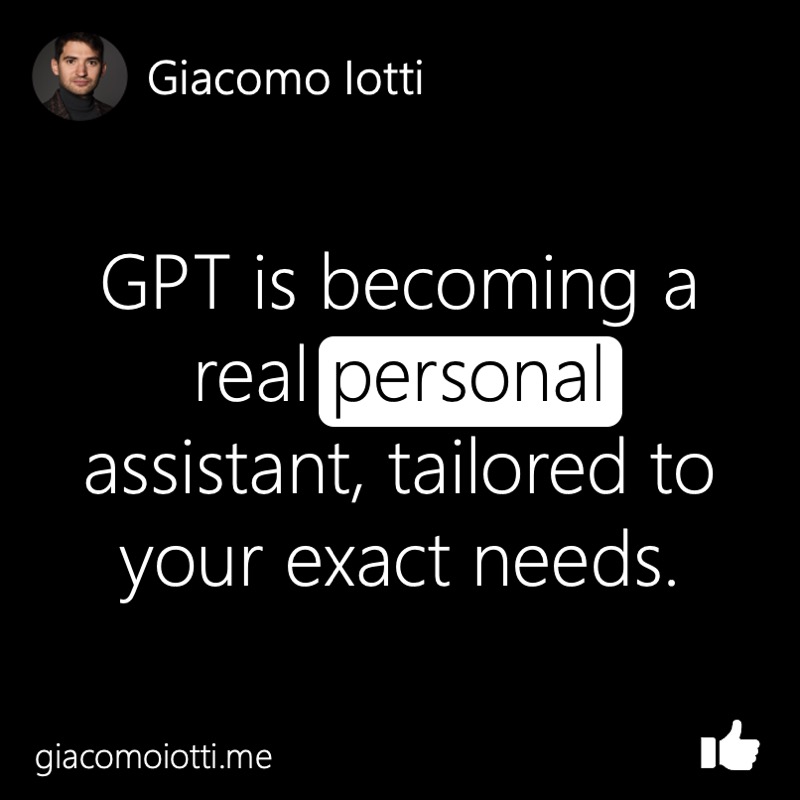 Giacomo Iotti
GPT is becoming a
real personal
assistant, tailored to
your exact needs.
giacomoiotti.me